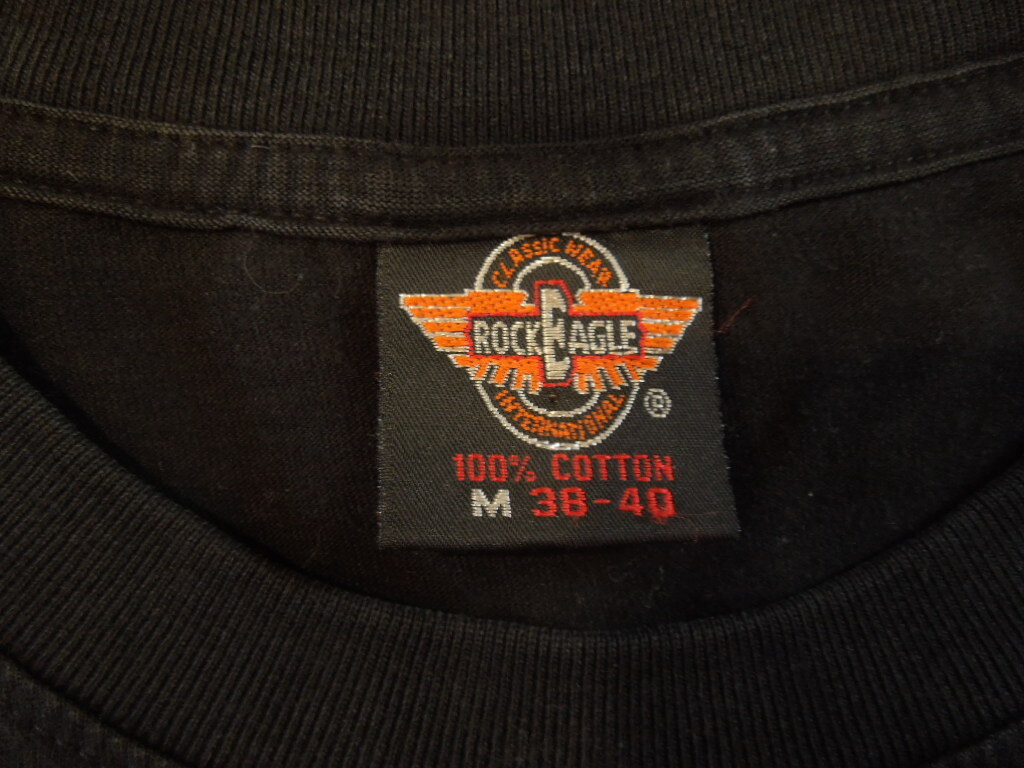 CLASSIC WEAR
ROCK EAGLE
INTERNATIONAL
®
100% COTTON
M 38-40